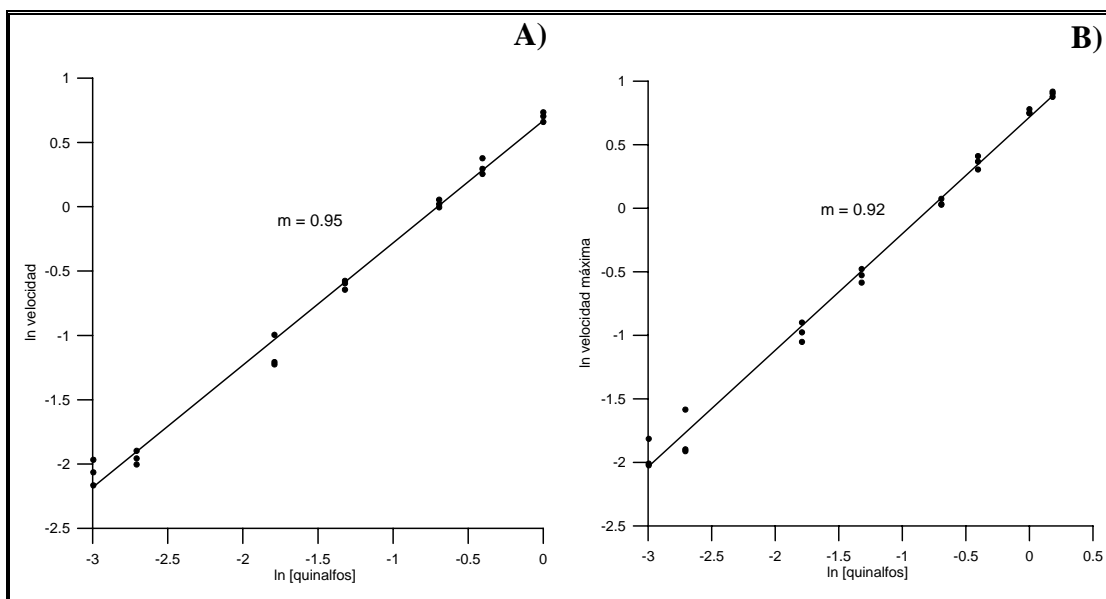 A)
1
0.5
0
-0.5
-1
-1.5
-2
-2.5
ln velocidad
m = 0.95
-3 -2.5 -2 -1.5 -1 -0.5 0
ln [quinalfos]
B)
1
0.5
0
-0.5
-1
-1.5
-2
-2.5
ln velocidad máxima
m = 0.92
-3 -2.5 -2 -1.5 -1 -0.5 0 0.5
ln [quinalfos]